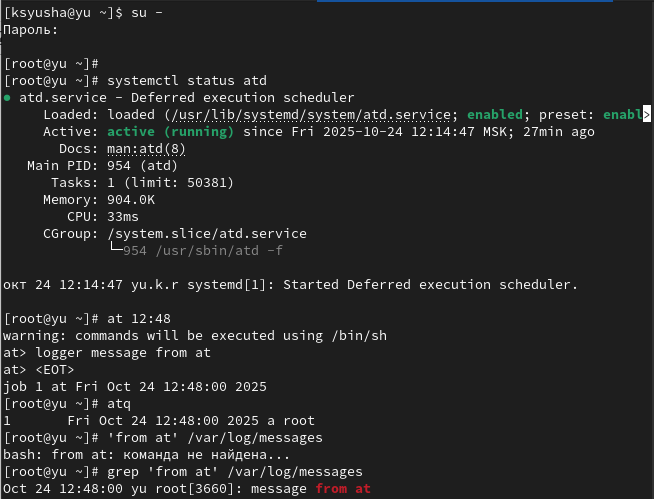 [ksyusha@yu ~]$ su -
Пароль:
[root@yu ~]#
[root@yu ~]# systemctl status atd
● atd.service - Deferred execution scheduler
     Loaded: loaded (/usr/lib/systemd/system/atd.service; enabled; preset: enabl>
     Active: active (running) since Fri 2025-10-24 12:14:47 MSK; 27min ago
       Docs: man:atd(8)
   Main PID: 954 (atd)
      Tasks: 1 (limit: 50381)
     Memory: 904.0K
        CPU: 33ms
     CGroup: /system.slice/atd.service
             └─954 /usr/sbin/atd -f
окт 24 12:14:47 yu.k.r systemd[1]: Started Deferred execution scheduler.
[root@yu ~]# at 12:48
warning: commands will be executed using /bin/sh
at> logger message from at
at> <EOT>
job 1 at Fri Oct 24 12:48:00 2025
[root@yu ~]# atq
1       Fri Oct 24 12:48:00 2025 a root
[root@yu ~]# 'from at' /var/log/messages
bash: from at: команда не найдена...
[root@yu ~]# grep 'from at' /var/log/messages
Oct 24 12:48:00 yu root[3660]: message from at